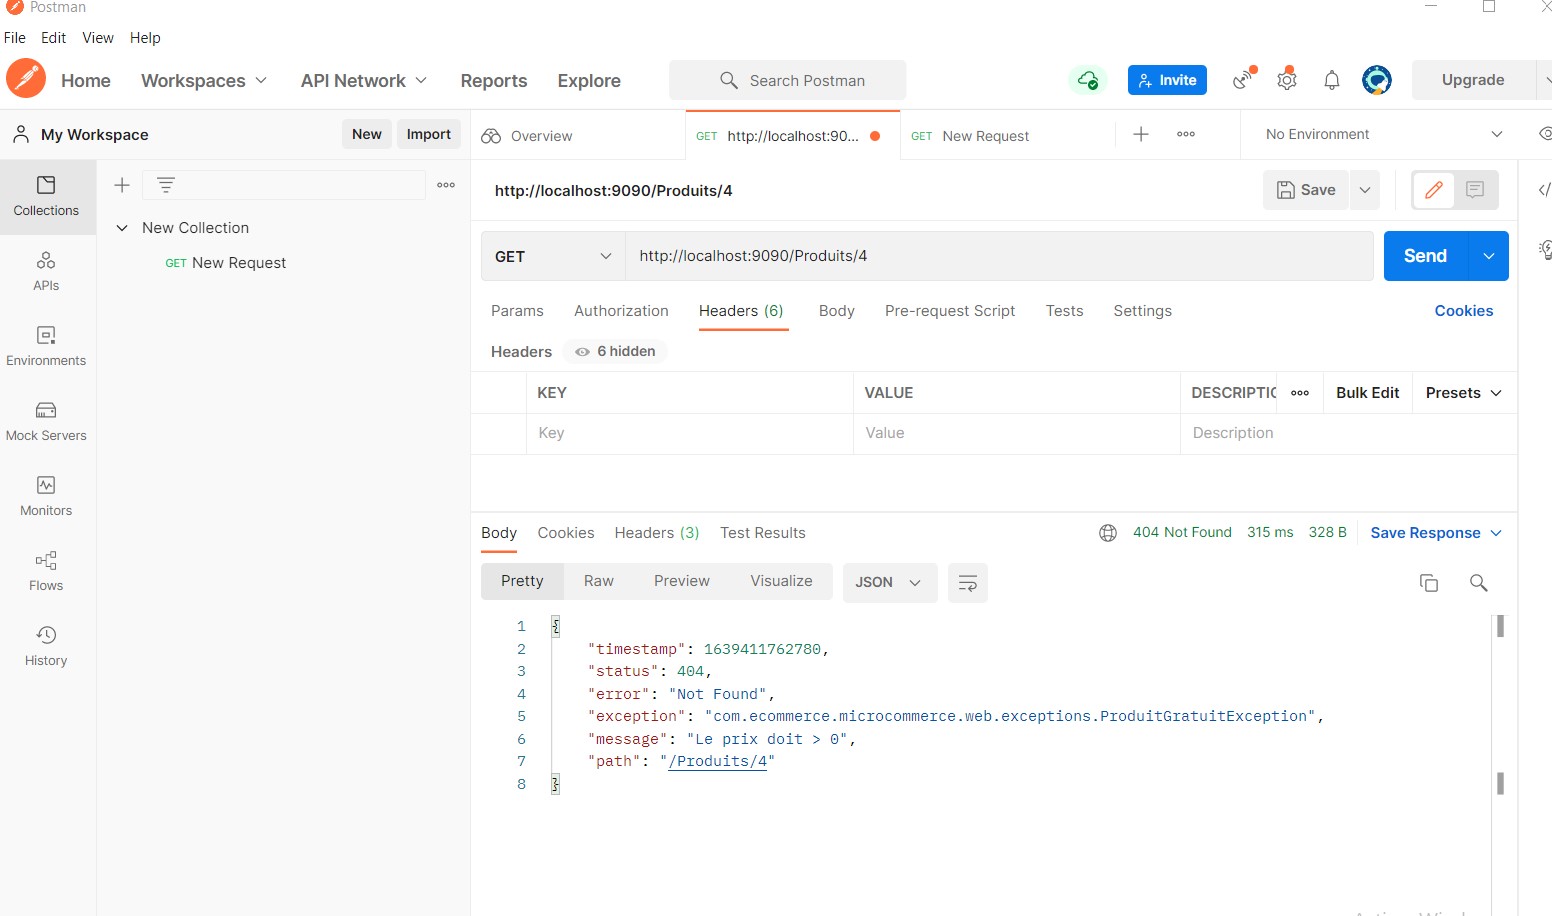 Postman
File Edit View Help
Home Workspaces API Network Reports Explore Search Postman Invite Upgrade
My Workspace New Import Overview GET http://localhost:90... GET New Request No Environment
Collections
APIs
Environments
Mock Servers
Monitors
Flows
History
New Collection
GET New Request
http://localhost:9090/Produits/4 Save
GET http://localhost:9090/Produits/4 Send
Params Authorization Headers (6) Body Pre-request Script Tests Settings Cookies
Headers 6 hidden
KEY VALUE DESCRIPTIO Bulk Edit Presets
Key Value Description
Body Cookies Headers (3) Test Results 404 Not Found 315 ms 328 B Save Response
Pretty Raw Preview Visualize JSON
1 {
2 "timestamp": 1639411762780,
3 "status": 404,
4 "error": "Not Found",
5 "exception": "com.ecommerce.microcommerce.web.exceptions.ProduitGratuitException",
6 "message": "Le prix doit > 0",
7 "path": "/Produits/4"
8 }